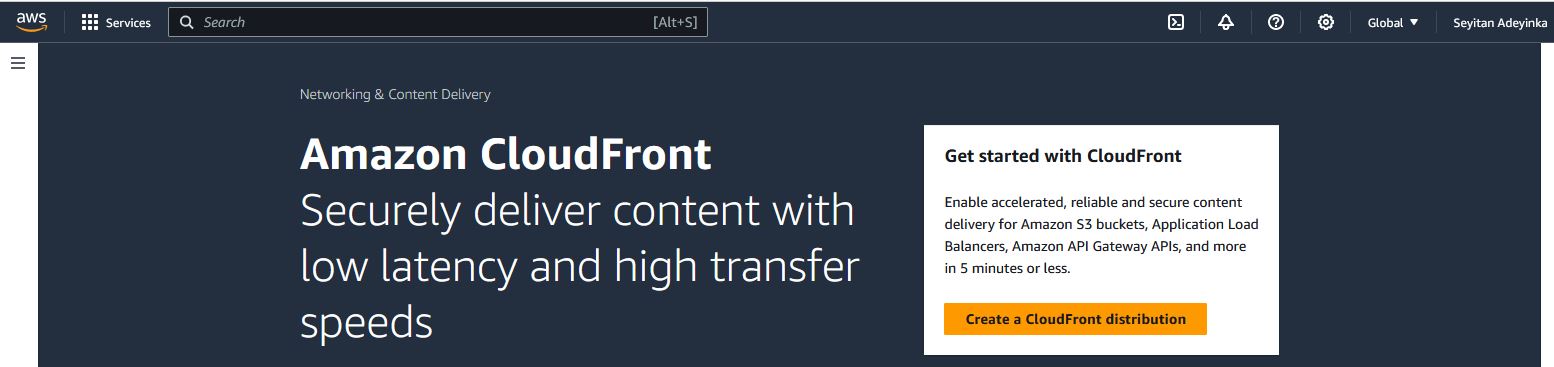 aws
Services
Search
[Alt+S]
Global
Seyitan Adeyinka
Networking & Content Delivery
Amazon CloudFront
Securely deliver content with
low latency and high transfer
speeds
Get started with CloudFront
Enable accelerated, reliable and secure content
delivery for Amazon S3 buckets, Application Load
Balancers, Amazon API Gateway APIs, and more
in 5 minutes or less.
Create a CloudFront distribution